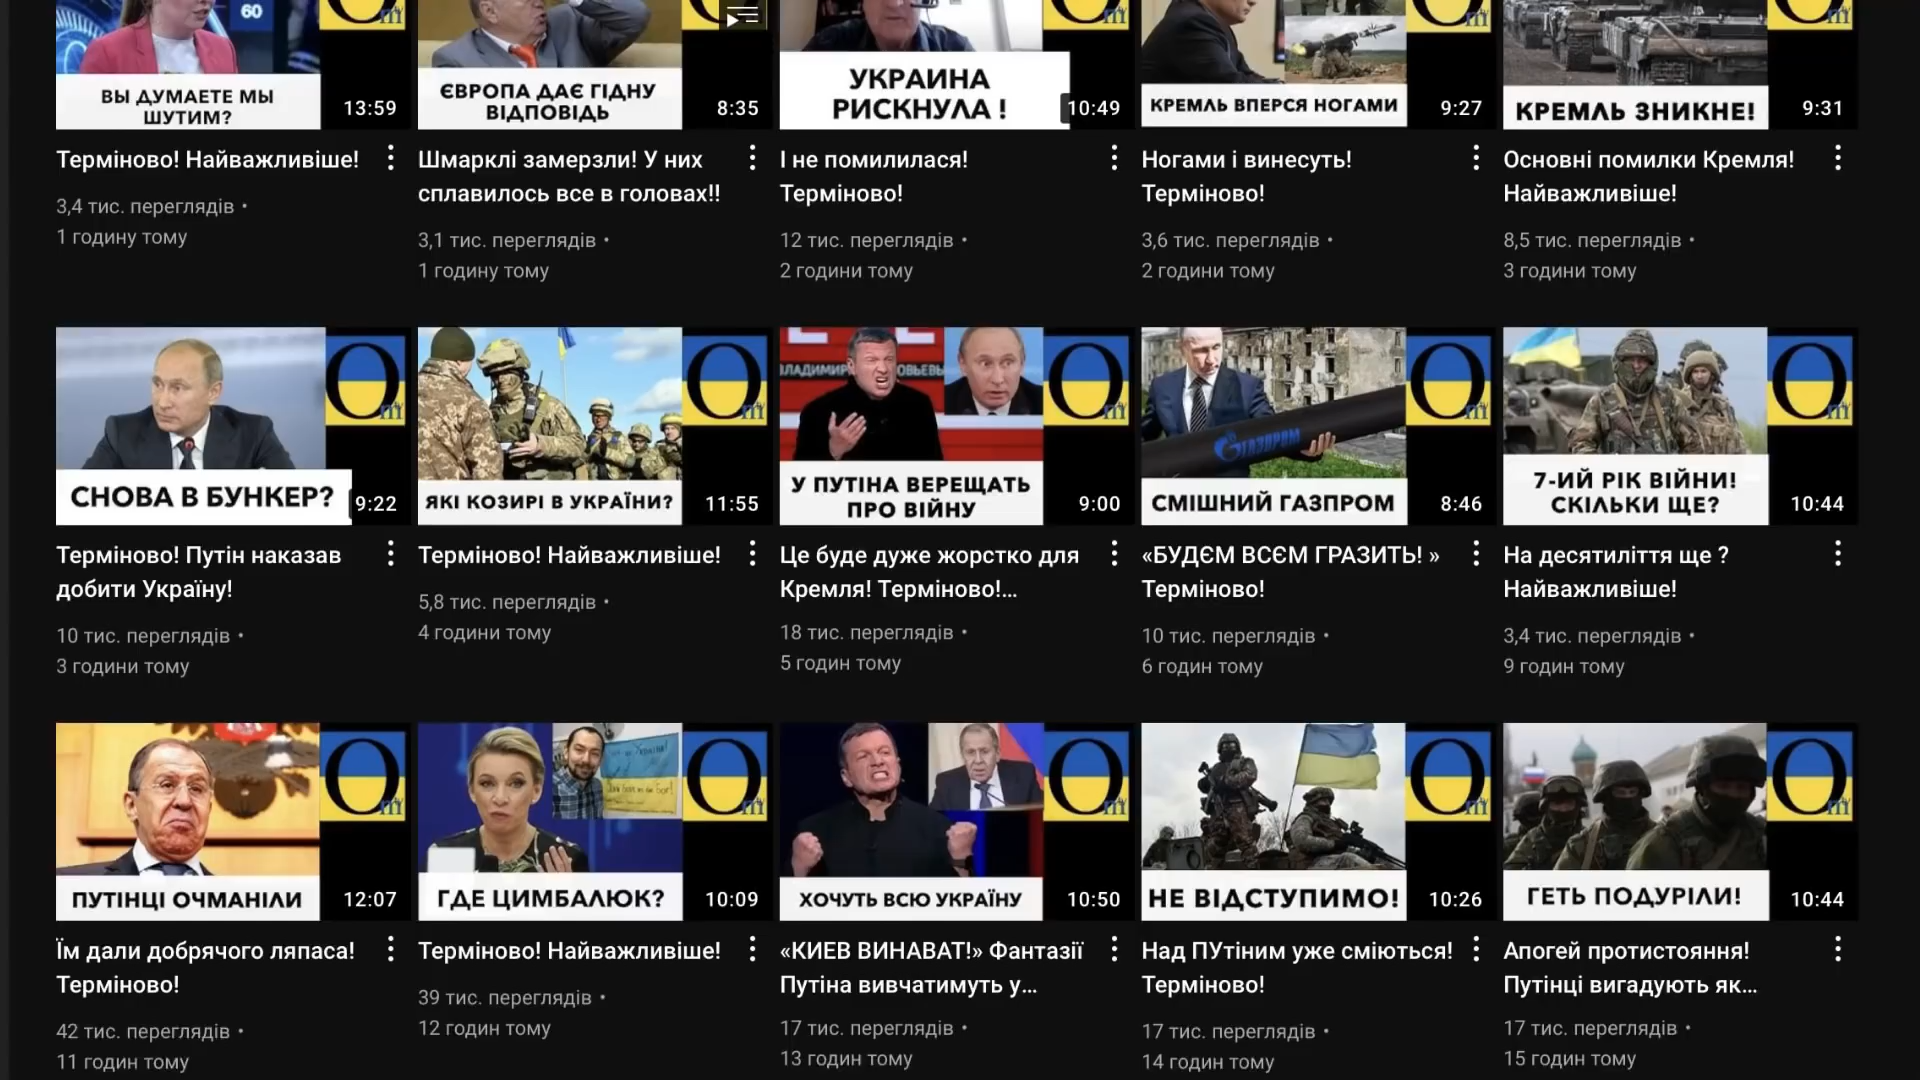 60
ВЫ ДУМАЕТЕ МЫ
ШУТИМ?
13:59
ЄВРОПА ДАЄ ГІДНУ
ВІДПОВІДЬ
8:35
УКРАИНА
РИСКНУЛА !
10:49
КРЕМЛЬ ВПЕРСЯ НОГАМИ
9:27
КРЕМЛЬ ЗНИКНЕ!
9:31
Терміново! Найважливіше!
3,4 тис. переглядів •
1 годину тому
Шмарклі замерзли! У них
сплавилось все в головах!!
3,1 тис. переглядів •
1 годину тому
І не помилилася!
Терміново!
12 тис. переглядів •
2 години тому
Ногами і винесуть!
Терміново!
3,6 тис. переглядів •
2 години тому
Основні помилки Кремля!
Найважливіше!
8,5 тис. переглядів •
3 години тому
СНОВА В БУНКЕР?
9:22
ЯКІ КОЗИРІ В УКРАЇНИ?
11:55
У ПУТІНА ВЕРЕЩАТЬ
ПРО ВІЙНУ
9:00
ГАЗПРОМ
СМІШНИЙ ГАЗПРОМ
8:46
7-ИЙ РІК ВІЙНИ!
СКІЛЬКИ ЩЕ?
10:44
Терміново! Путін наказав
добити Україну!
10 тис. переглядів •
3 години тому
Терміново! Найважливіше!
5,8 тис. переглядів •
4 години тому
Це буде дуже жорстко для
Кремля! Терміново!...
18 тис. переглядів •
5 годин тому
«БУДЄМ ВСЄМ ГРАЗИТЬ! »
Терміново!
10 тис. переглядів •
6 годин тому
На десятиліття ще ?
Найважливіше!
3,4 тис. переглядів •
9 годин тому
ПУТІНЦІ ОЧМАНІЛИ
12:07
ГДЕ ЦИМБАЛЮК?
10:09
ХОЧУТЬ ВСЮ УКРАЇНУ
10:50
НЕ ВІДСТУПИМО!
10:26
ГЕТЬ ПОДУРІЛИ!
10:44
Їм дали добрячого ляпаса!
Терміново!
42 тис. переглядів •
11 годин тому
Терміново! Найважливіше!
39 тис. переглядів •
12 годин тому
«КИЕВ ВИНАВАТ!» Фантазії
Путіна вивчатимуть у...
17 тис. переглядів •
13 годин тому
Над ПУтіним уже сміються!
Терміново!
17 тис. переглядів •
14 годин тому
Апогей протистояння!
Путінці вигадують як...
17 тис. переглядів •
15 годин тому